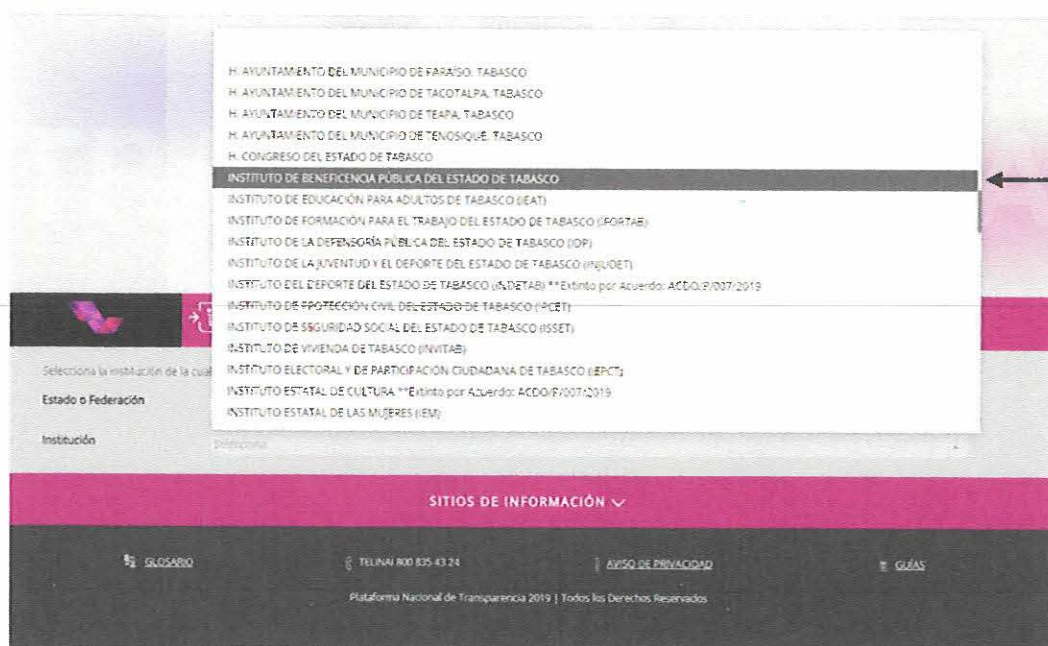 H. AYUNTAMIENTO DEL MUNICIPIO DE PARAÍSO, TABASCO
H. AYUNTAMIENTO DEL MUNICIPIO DE TACOTALPA, TABASCO
H. AYUNTAMIENTO DEL MUNICIPIO DE TEAPA, TABASCO
H. AYUNTAMIENTO DEL MUNICIPIO DE TENOSIQUE, TABASCO
H. CONGRESO DEL ESTADO DE TABASCO
INSTITUTO DE BENEFICENCIA PÚBLICA DEL ESTADO DE TABASCO
INSTITUTO DE EDUCACIÓN PARA ADULTOS DE TABASCO (IEAT)
INSTITUTO DE FORMACIÓN PARA EL TRABAJO DEL ESTADO DE TABASCO (IFORTAB)
INSTITUTO DE LA DEFENSORÍA PÚBLICA DEL ESTADO DE TABASCO (IDP)
INSTITUTO DE LA JUVENTUD Y EL DEPORTE DEL ESTADO DE TABASCO (INJUDET)
INSTITUTO DEL DEPORTE DEL ESTADO DE TABASCO (INDETAB) **Extinto por Acuerdo: ACDO/P/007/2019
INSTITUTO DE PROTECCIÓN CIVIL DEL ESTADO DE TABASCO (IPCET)
INSTITUTO DE SEGURIDAD SOCIAL DEL ESTADO DE TABASCO (ISSET)
INSTITUTO DE VIVIENDA DE TABASCO (INVITAB)
INSTITUTO ELECTORAL Y DE PARTICIPACIÓN CIUDADANA DE TABASCO (IEPCT)
INSTITUTO ESTATAL DE CULTURA **Extinto por Acuerdo: ACDO/P/007/2019
INSTITUTO ESTATAL DE LAS MUJERES (IEM)
Selecciona la institución de la cual
Estado o Federación
Institución
Selecciona
SITIOS DE INFORMACIÓN
GLOSARIO
TELINAI 800 835 43 24
AVISO DE PRIVACIDAD
GUÍAS
Plataforma Nacional de Transparencia 2019 | Todos los Derechos Reservados